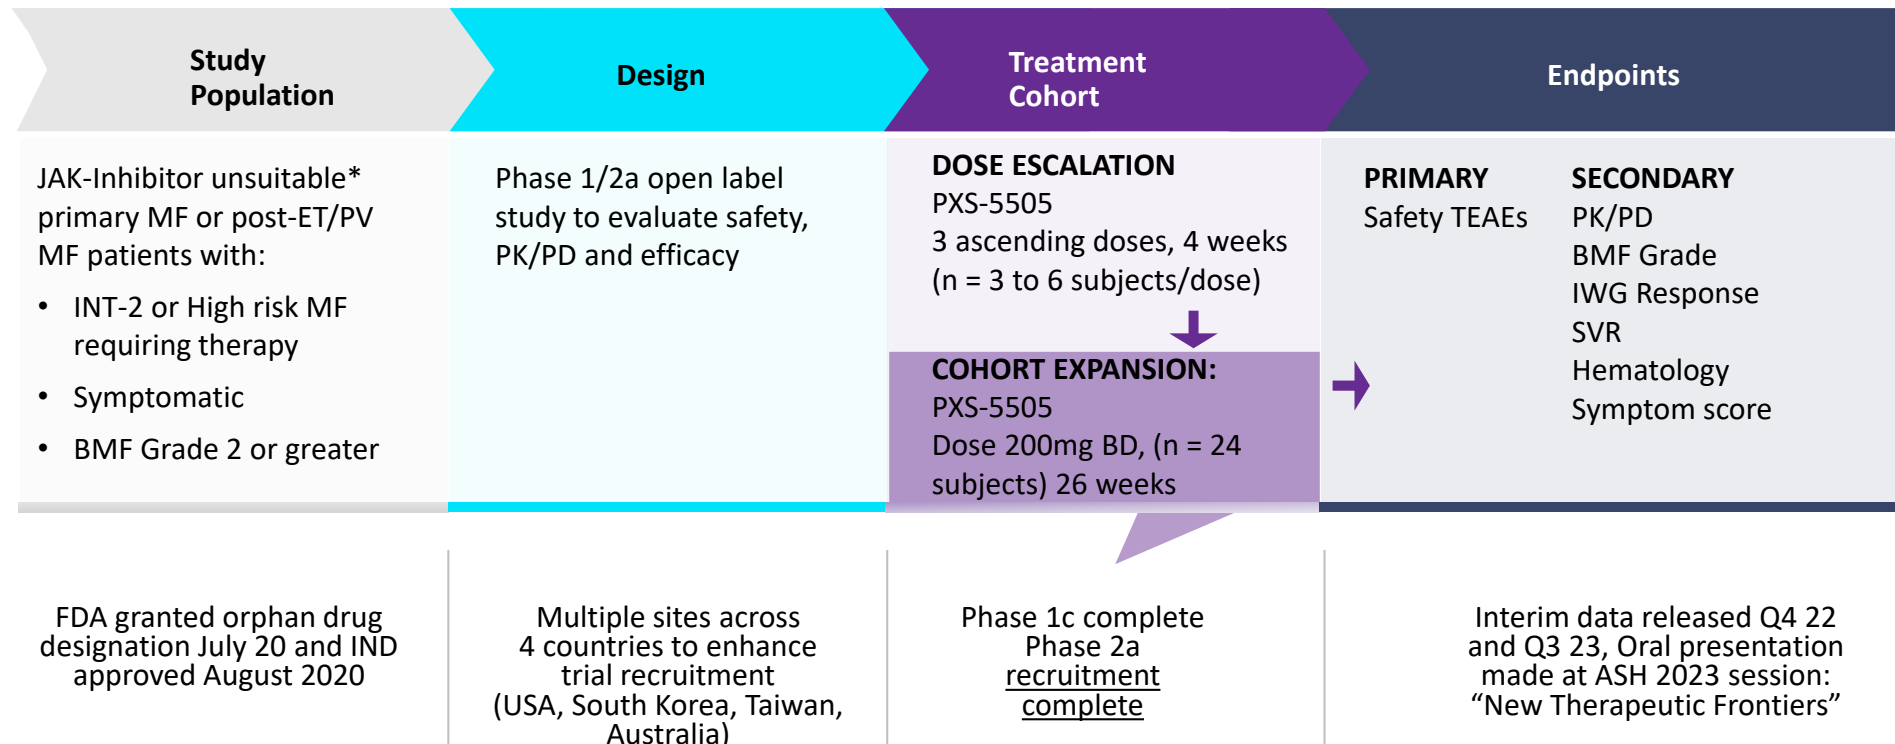 Study
Population
Design
Treatment
Cohort
Endpoints
JAK-Inhibitor unsuitable*
primary MF or post-ET/PV
MF patients with:
• INT-2 or High risk MF
requiring therapy
• Symptomatic
• BMF Grade 2 or greater
Phase 1/2a open label
study to evaluate safety,
PK/PD and efficacy
DOSE ESCALATION
PXS-5505
3 ascending doses, 4 weeks
(n = 3 to 6 subjects/dose)
COHORT EXPANSION:
PXS-5505
Dose 200mg BD, (n = 24
subjects) 26 weeks
PRIMARY
Safety TEAEs
SECONDARY
PK/PD
BMF Grade
IWG Response
SVR
Hematology
Symptom score
FDA granted orphan drug
designation July 20 and IND
approved August 2020
Multiple sites across
4 countries to enhance
trial recruitment
(USA, South Korea, Taiwan,
Australia)
Phase 1c complete
Phase 2a
recruitment
complete
Interim data released Q4 22
and Q3 23, Oral presentation
made at ASH 2023 session:
“New Therapeutic Frontiers”